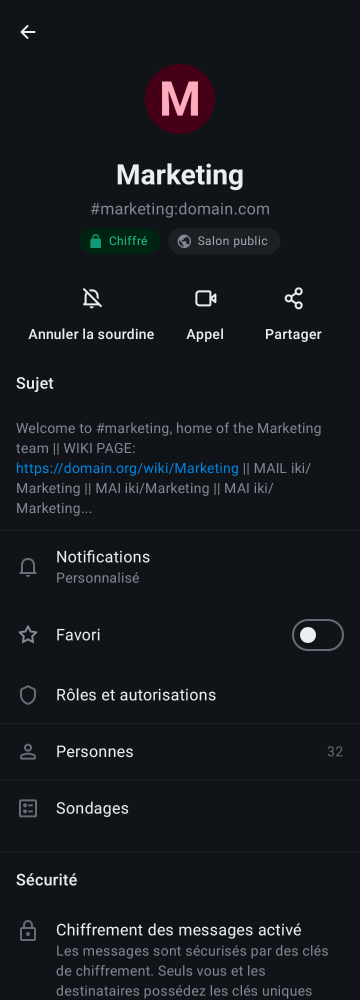 M
Marketing
#marketing:domain.com
Chiffré
Salon public
Annuler la sourdine
Appel
Partager
Sujet
Welcome to #marketing, home of the Marketing
team || WIKI PAGE:
https://domain.org/wiki/Marketing || MAIL iki/
Marketing || MAI iki/Marketing || MAI iki/
Marketing...
Notifications
Personnalisé
Favori
Rôles et autorisations
Personnes
32
Sondages
Sécurité
Chiffrement des messages activé
Les messages sont sécurisés par des clés
de chiffrement. Seuls vous et les
destinataires possédez les clés uniques